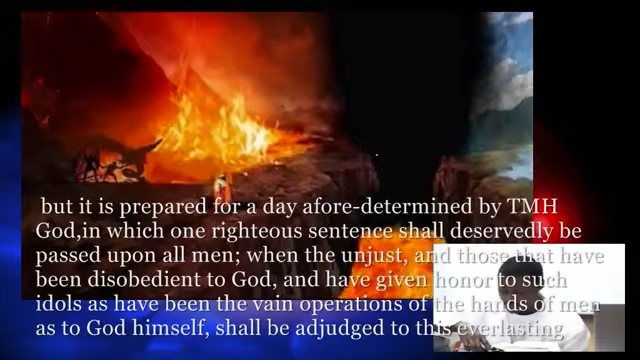 but it is prepared for a day afore-determined by TMH
God,in which one righteous sentence shall deservedly be
passed upon all men; when the unjust, and those that have
been disobedient to God, and have given honor to such
idols as have been the vain operations of the hands of men
as to God himself, shall be adjudged to this everlasting